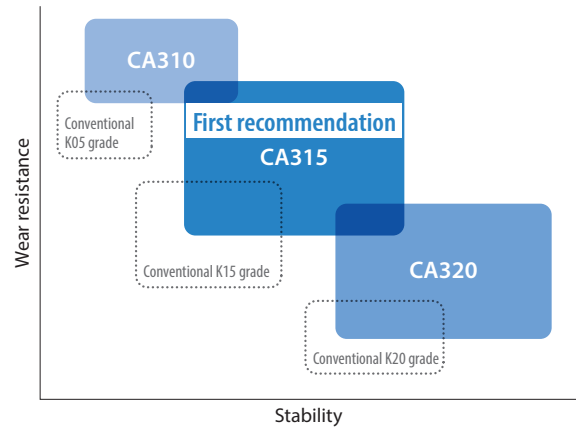 CA310
Conventional
K05 grade
First recommendation
CA315
Conventional K15 grade
CA320
Conventional K20 grade
Wear resistance
Stability